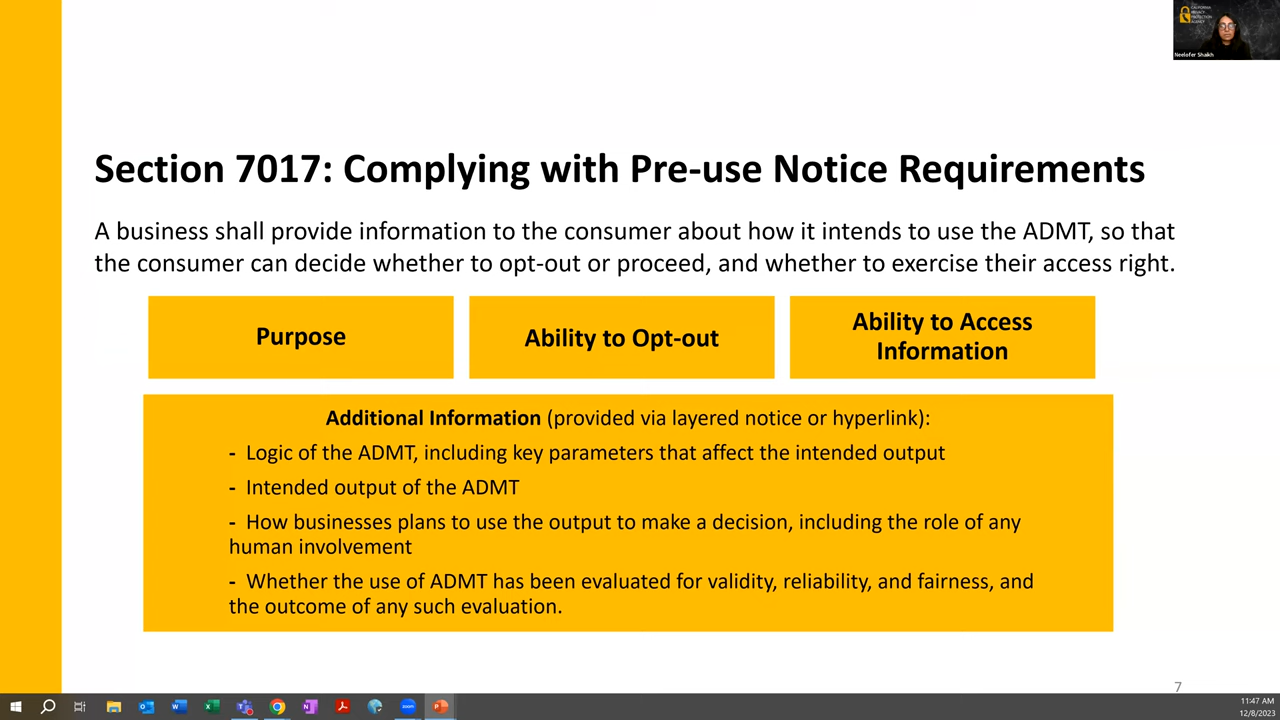 CALIFORNIA
PRIVACY
PROTECTION
AGENCY
Neelofer Shaikh
Section 7017: Complying with Pre-use Notice Requirements
A business shall provide information to the consumer about how it intends to use the ADMT, so that
the consumer can decide whether to opt-out or proceed, and whether to exercise their access right.
Purpose
Ability to Opt-out
Ability to Access
Information
Additional Information (provided via layered notice or hyperlink):
- Logic of the ADMT, including key parameters that affect the intended output
- Intended output of the ADMT
- How businesses plans to use the output to make a decision, including the role of any
human involvement
- Whether the use of ADMT has been evaluated for validity, reliability, and fairness, and
the outcome of any such evaluation.
7
11:47 AM
12/8/2023